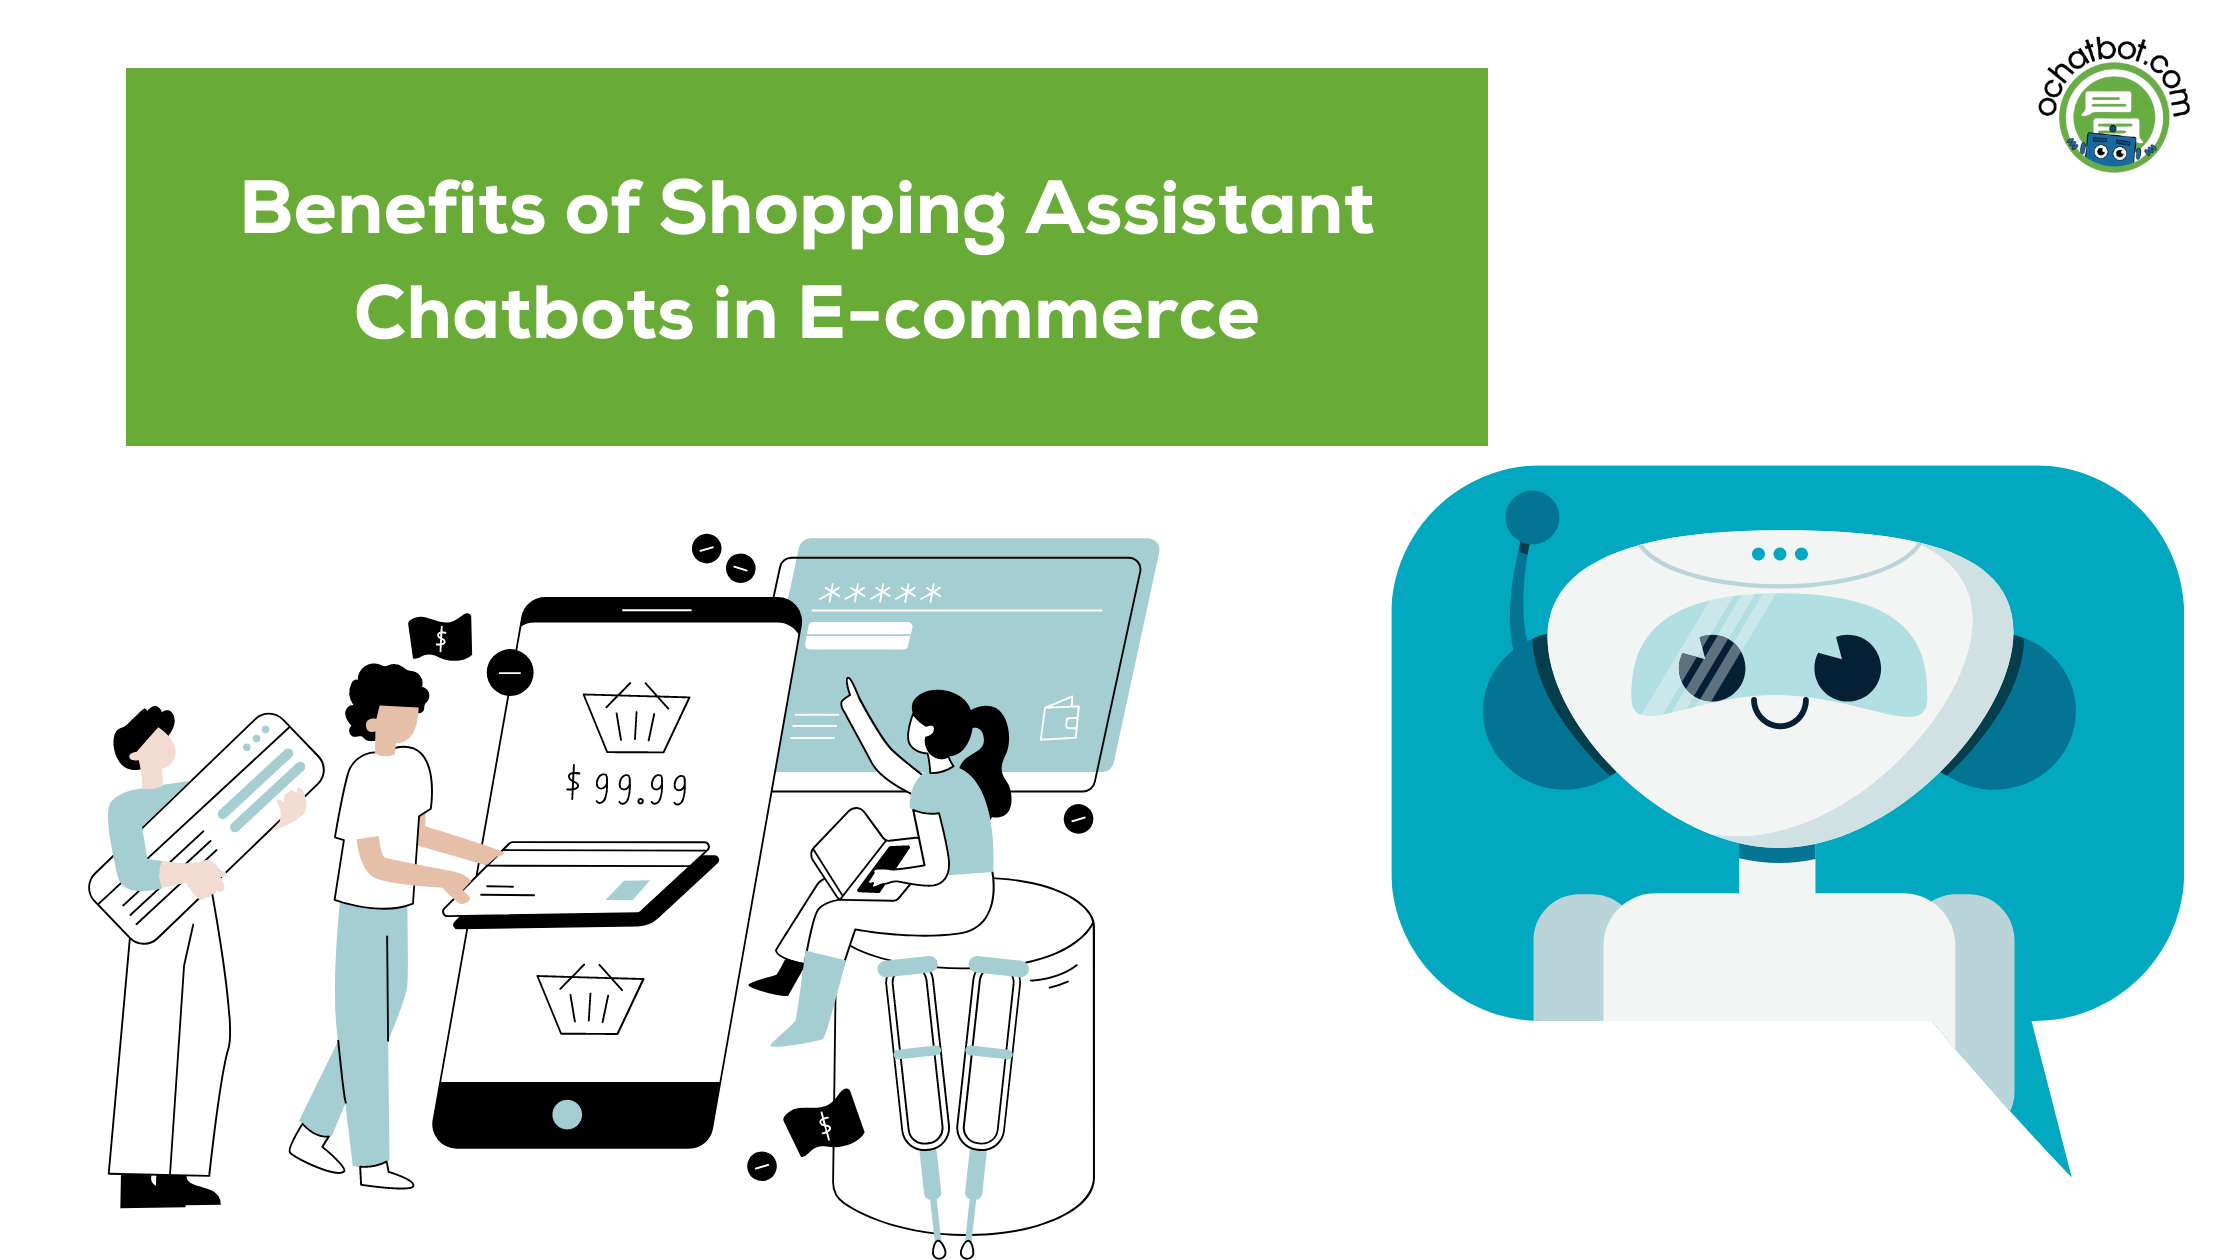 ochatbot.com
Benefits of Shopping Assistant
Chatbots in E-commerce
*****
$
$ 99.99
$